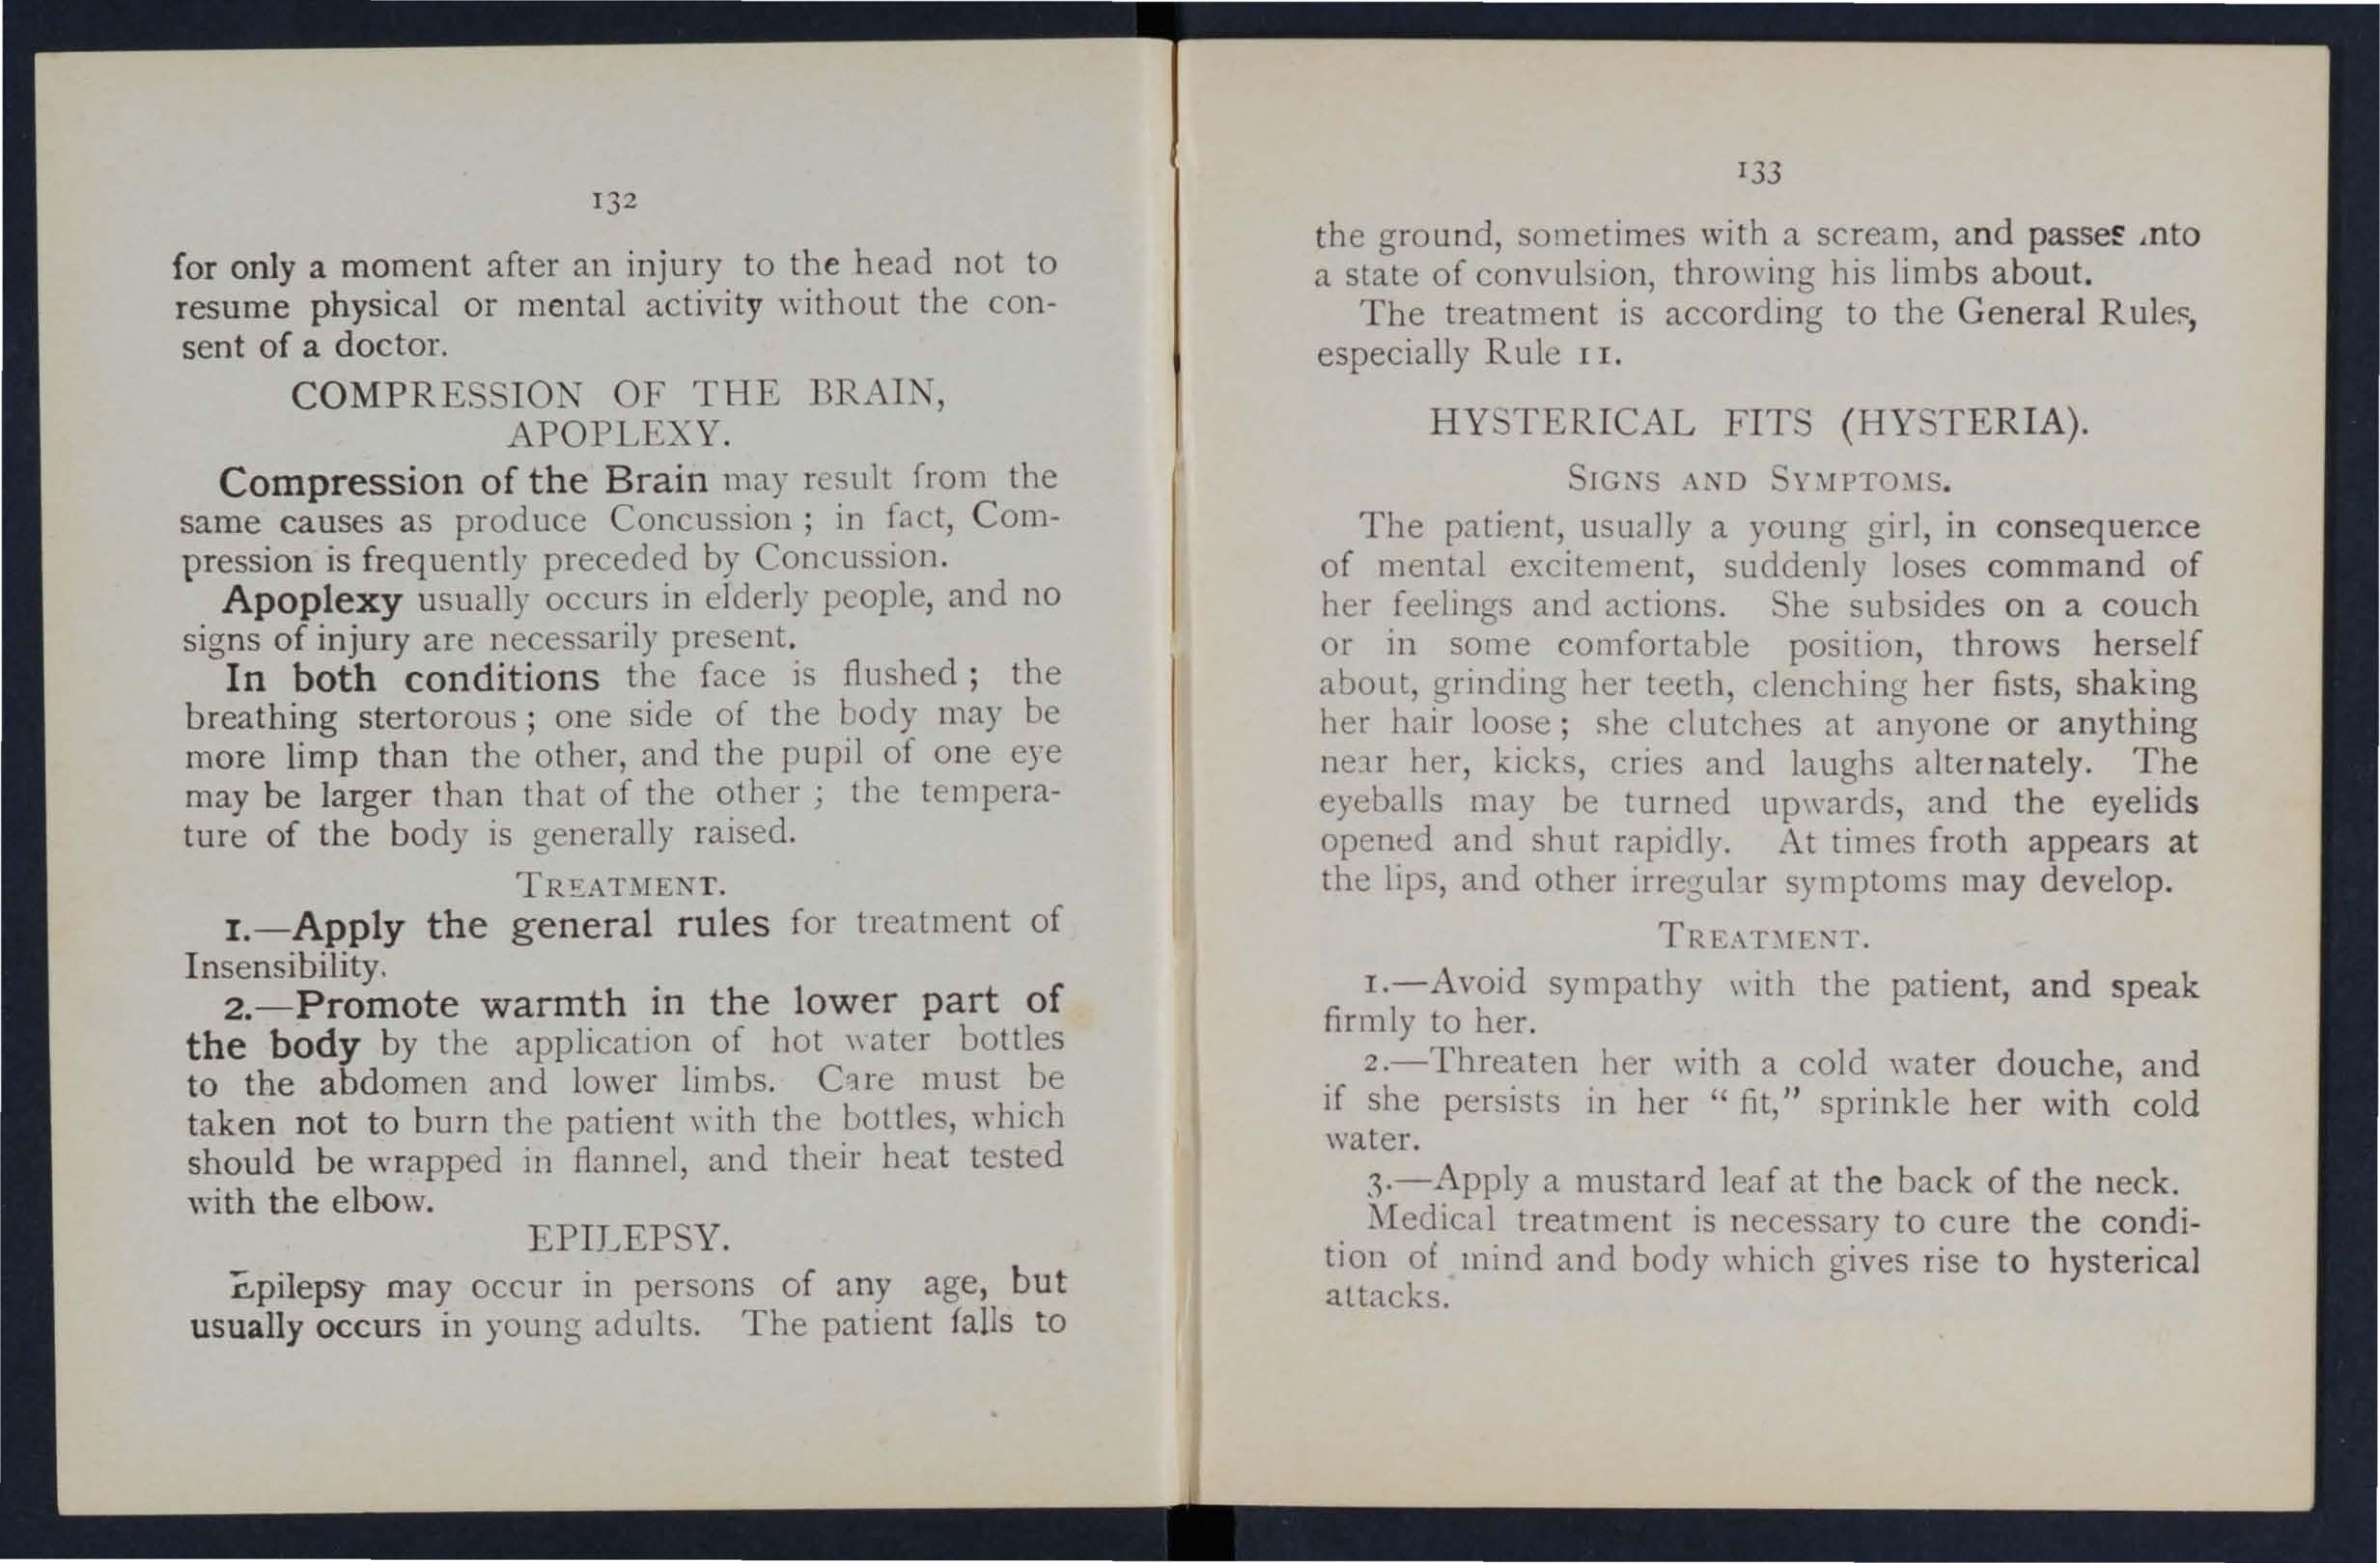 132
for only a moment after an injury to the head not to
resume physical or mental activity without the con-
sent of a doctor.
COMPRESSION OF THE BRAIN,
APOPLEXY.
Compression of the Brain may result from the
same causes as produce Concussion ; in fact, Com-
pression is frequently preceded by Concussion.
Apoplexy usually occurs in elderly people, and no
signs of injury are necessarily present.
In both conditions the face is flushed ; the
breathing stertorous ; one side of the body may be
more limp than the other, and the pupil of one eye
may be larger than that of the other ; the tempera-
ture of the body is generally raised.
TREATMENT.
1.—Apply the general rules for treatment of
Insensibility.
2.—Promote warmth in the lower part of
the body by the application of hot water bottles
to the abdomen and lower limbs. Care must be
taken not to burn the patient with the bottles, which
should be wrapped in flannel, and their heat tested
with the elbow.
EPILEPSY.
Epilepsy may occur in persons of any age, but
usually occurs in young adults. The patient falls to
133
the ground, sometimes with a scream, and passes into
a state of convulsion, throwing his limbs about.
The treatment is according to the General Rules,
especially Rule 11.
HYSTERICAL FITS (HYSTERIA).
SIGNS AND SYMPTOMS.
The patient, usually a young girl, in consequence
of mental excitement, suddenly loses command of
her feelings and actions. She subsides on a couch
or in some comfortable position, throws herself
about, grinding her teeth, clenching her fists, shaking
her hair loose ; she clutches at anyone or anything
near her, kicks, cries and laughs alternately. The
eyeballs may be turned upwards, and the eyelids
opened and shut rapidly. At times froth appears at
the lips, and other irregular symptoms may develop.
TREATMENT.
1.—Avoid sympathy with the patient, and speak
firmly to her.
2.—Threaten her with a cold water douche, and
if she persists in her “ fit,” sprinkle her with cold
water.
3.—Apply a mustard leaf at the back of the neck.
Medical treatment is necessary to cure the condi-
tion of mind and body which gives rise to hysterical
attacks.